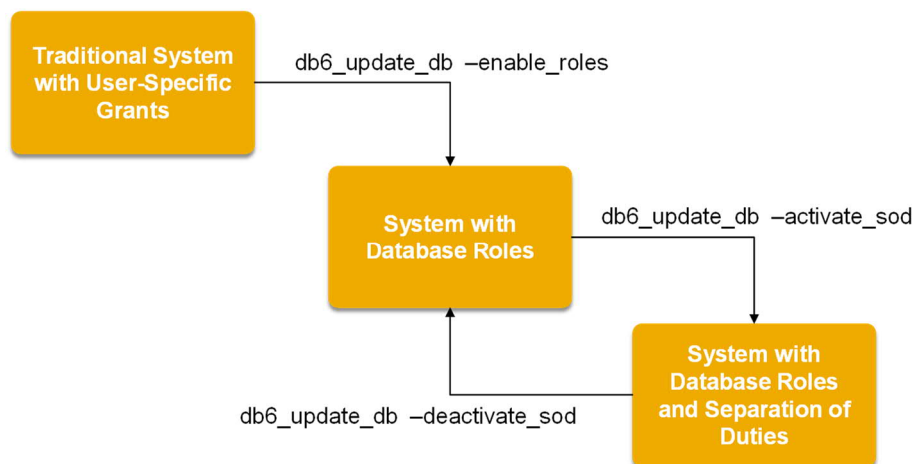 Traditional System
with User-Specific
Grants
db6_update_db –enable_roles
System with
Database Roles
db6_update_db –activate_sod
System with
Database Roles
and Separation of
Duties
db6_update_db –deactivate_sod